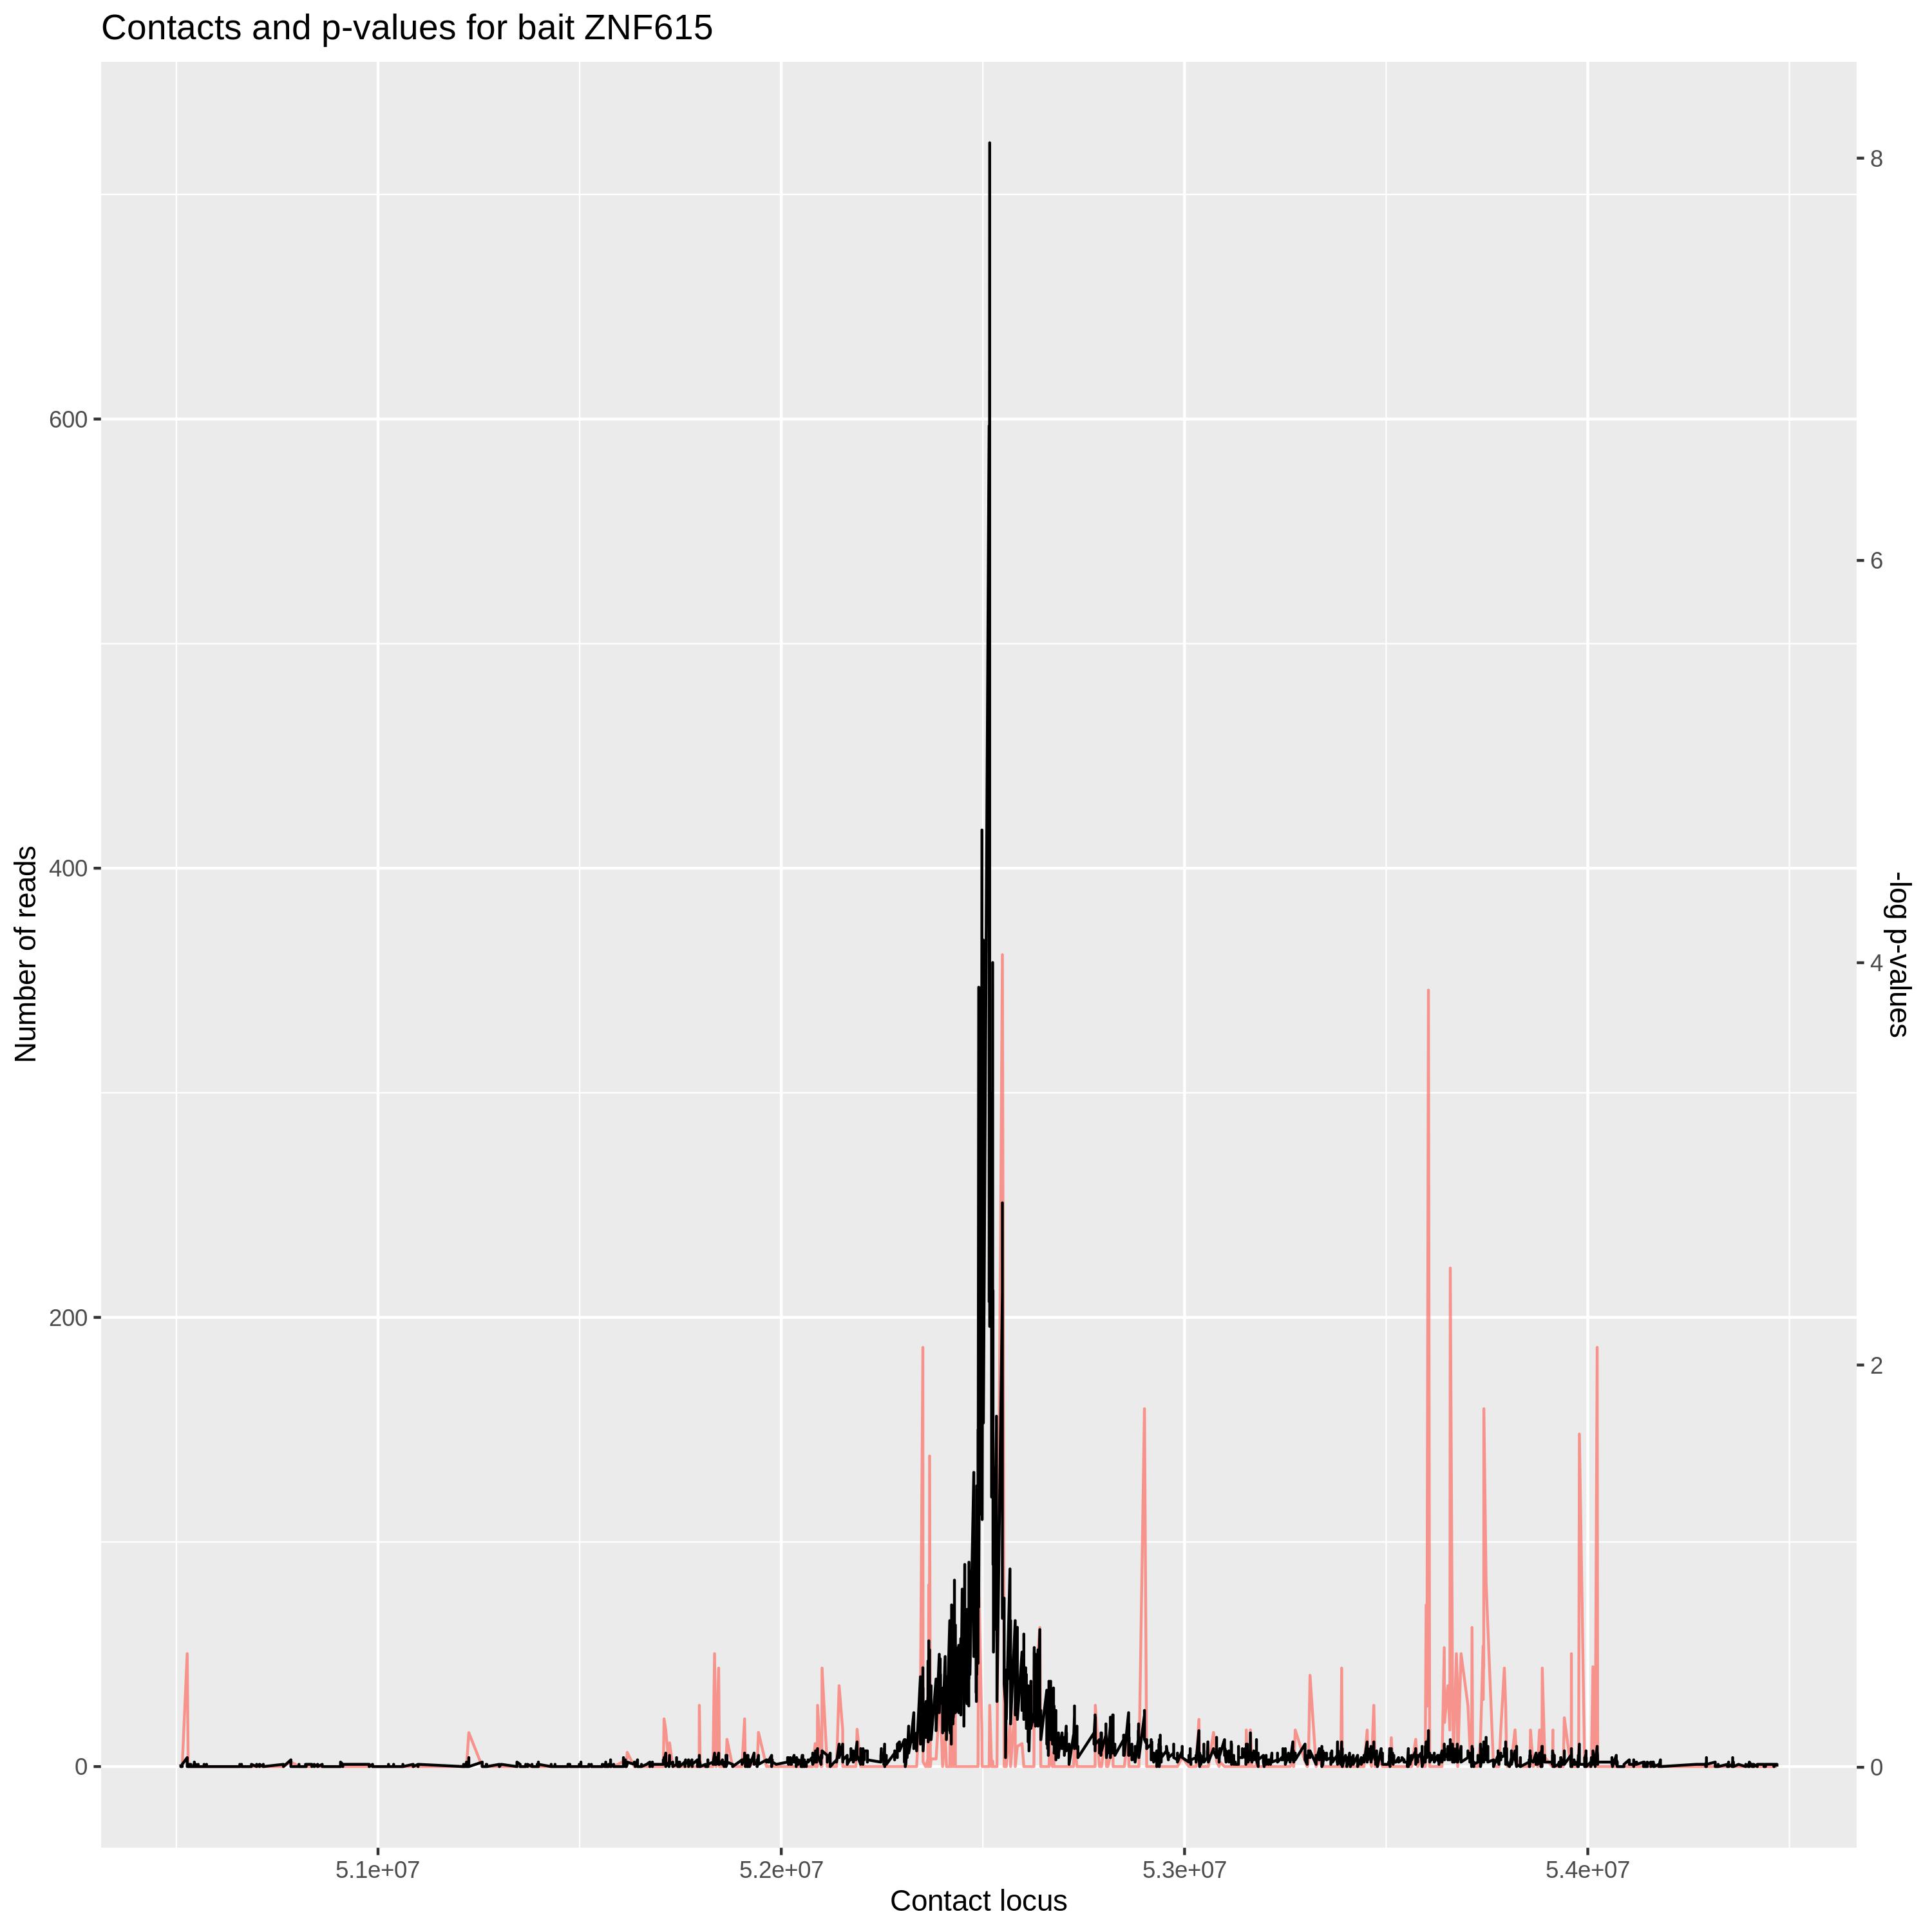 Contacts and p-values for bait ZNF615
8
6
4
2
0
600
400
200
0
Number of reads
-log p-values
5.1e+07
5.2e+07
5.3e+07
5.4e+07
Contact locus